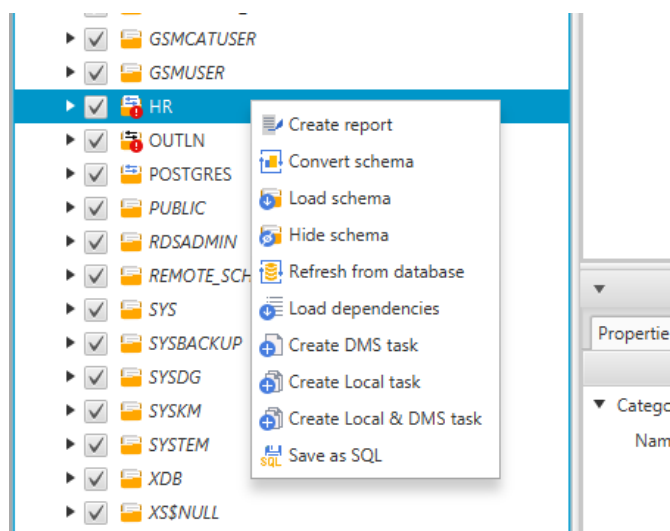 GSMCATUSER
GSMUSER
HR
OUTLN
POSTGRES
PUBLIC
RDSADMIN
REMOTE_SCH
SYS
SYSBACKUP
SYSDG
SYSKM
SYSTEM
XDB
XS$NULL
Create report
Convert schema
Load schema
Hide schema
Refresh from database
Load dependencies
Create DMS task
Create Local task
Create Local & DMS task
SQL Save as SQL
Propertie
Catego
Nam